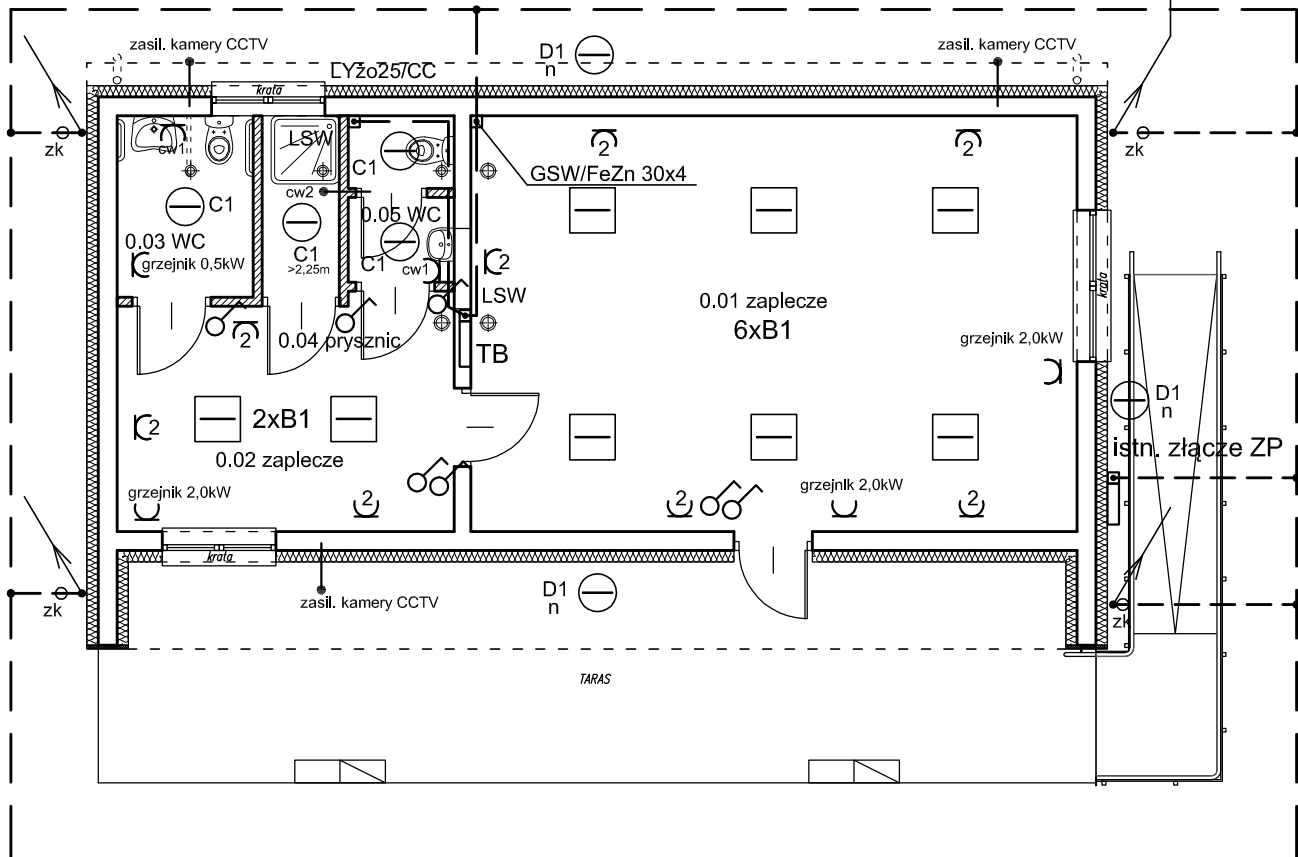 zasil. kamery CCTV
D1
n
zasil. kamery CCTV
LYżo25/CC
krata
zk
cw1
LSW
C1
zk
GSW/FeZn 30x4
2
2
cw2
C1
0.05 WC
0.03 WC
C1
>2,25m
C1
cw1
grzejnik 0,5kW
2
LSW
0.01 zaplecze
6xB1
krata
2
0.04 prysznic
TB
grzejnik 2,0kW
D1
n
2
2xB1
0.02 zaplecze
istn. złącze ZP
grzejnik 2,0kW
2
2
grzejnik 2,0kW
2
krata
zk
zasil. kamery CCTV
D1
n
zk
TARAS